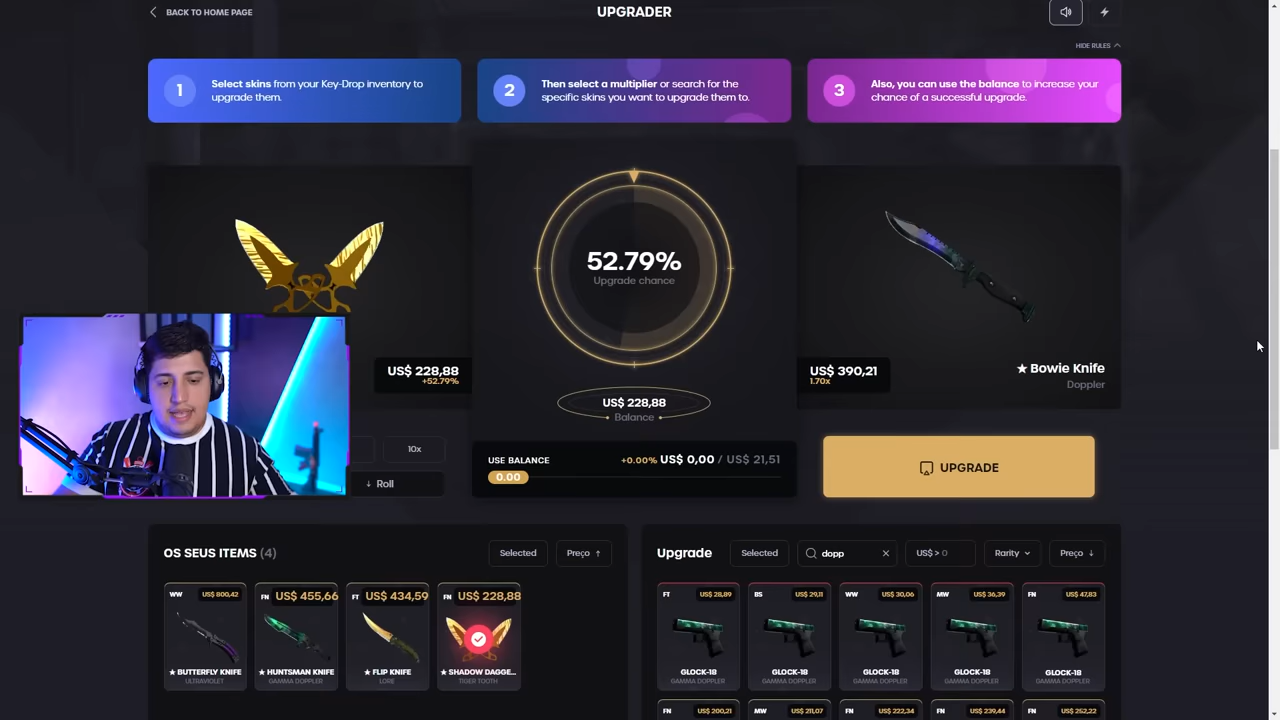 BACK TO HOME PAGE
UPGRADER
HIDE RULES
1
Select skins from your Key-Drop inventory to
upgrade them.
2
Then select a multiplier or search for the
specific skins you want to upgrade them to.
3
Also, you can use the balance to increase your
chance of a successful upgrade.
52.79%
Upgrade chance
US$ 228,88
+52.79%
US$ 390,21
1.70x
★ Bowie Knife
Doppler
US$ 228,88
Balance
10x
Roll
USE BALANCE
+0.00% US$ 0,00 / US$ 21,51
0.00
UPGRADE
OS SEUS ITEMS (4)
Selected
Preço ↑
WW US$ 800,42
★ BUTTERFLY KNIFE
ULTRAVIOLET
FN US$ 455,66
★ HUNTSMAN KNIFE
GAMMA DOPPLER
FT US$ 434,59
★ FLIP KNIFE
LORE
FN US$ 228,88
★ SHADOW DAGGE...
TIGER TOOTH
Upgrade
Selected
dopp
US$ > 0
Rarity
Preço ↓
FT US$ 28,89
GLOCK-18
GAMMA DOPPLER
BS US$ 29,11
GLOCK-18
GAMMA DOPPLER
WW US$ 30,06
GLOCK-18
GAMMA DOPPLER
MW US$ 36,39
GLOCK-18
GAMMA DOPPLER
FN US$ 47,83
GLOCK-18
GAMMA DOPPLER
FN US$ 200,21
MW US$ 211,07
FN US$ 222,34
FN US$ 239,44
FN US$ 252,22